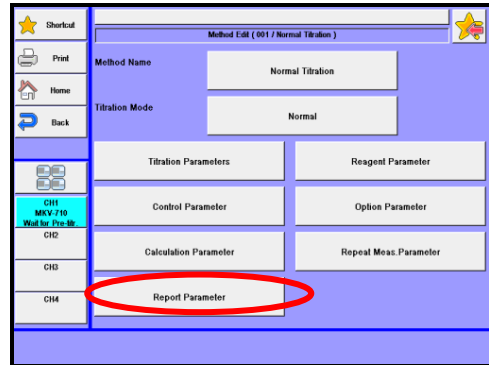 Shortcut
Method Edit ( 001 / Normal Titration )
Print
Method Name
Normal Titration
Home
Titration Mode
Normal
Back
Titration Parameters
Reagent Parameter
CH1
MKV-710
Wait for Pre-titr.
Control Parameter
Option Parameter
CH2
Calculation Parameter
Repeat Meas.Parameter
CH3
CH4
Report Parameter